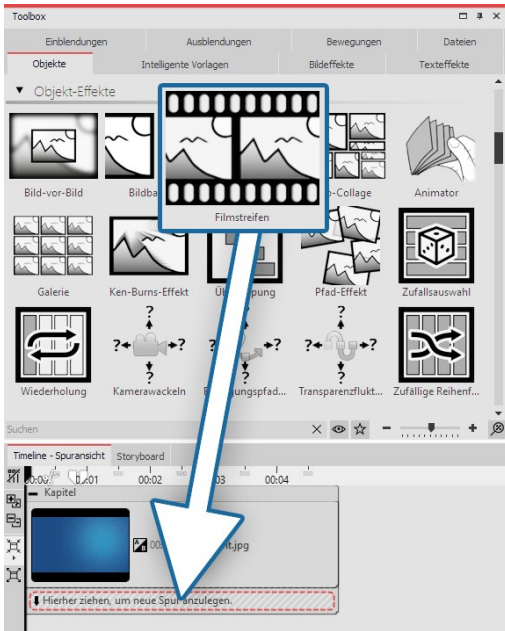 Toolbox
Einblendungen Ausblendungen Bewegungen Dateien
Objekte Intelligente Vorlagen Bildeffekte Texteffekte
Objekt-Effekte
Filmstreifen
Bild-vor-Bild Animator
Galerie Ken-Burns-Effekt Pfad-Effekt Zufallsauswahl
? ? ?
?  ? ?  ? ?  ?
? ? ?
Wiederholung Kamerawackeln Transparenzflukt... Zufällige Reihenf...
Suchen
Timeline - Spuransicht Storyboard
00:02 00:04
Kapitel
Hierher ziehen, um neue Spur anzulegen.